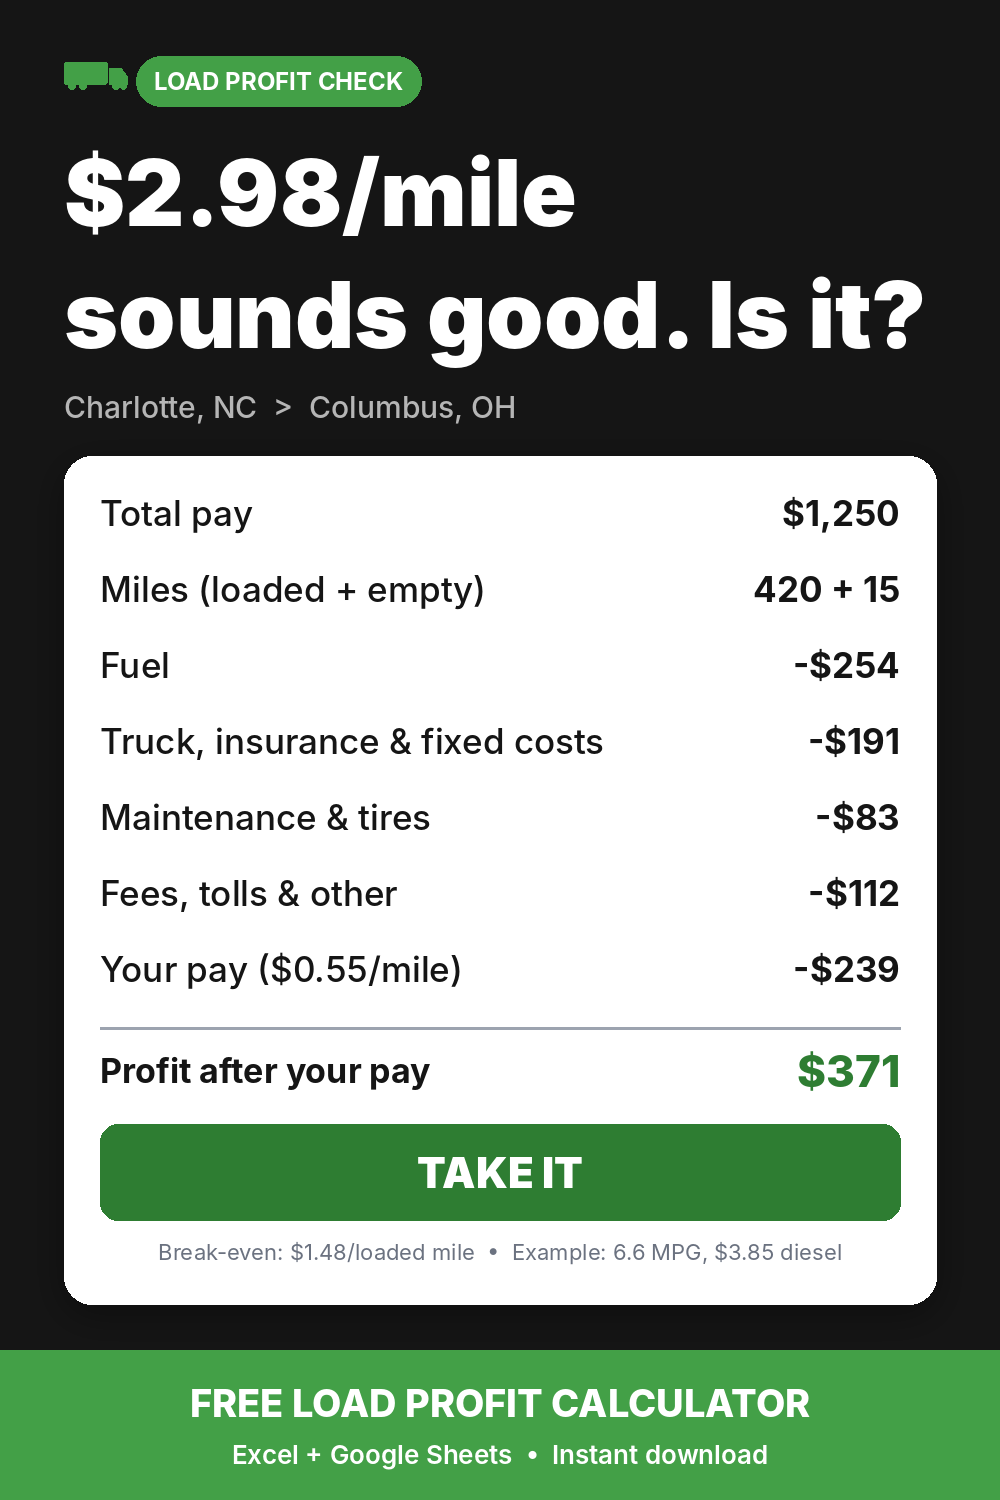 LOAD PROFIT CHECK
$2.98/mile
sounds good. Is it?
Charlotte, NC > Columbus, OH
Total pay $1,250
Miles (loaded + empty) 420 + 15
Fuel -$254
Truck, insurance & fixed costs -$191
Maintenance & tires -$83
Fees, tolls & other -$112
Your pay ($0.55/mile) -$239
Profit after your pay $371
TAKE IT
Break-even: $1.48/loaded mile • Example: 6.6 MPG, $3.85 diesel
FREE LOAD PROFIT CALCULATOR
Excel + Google Sheets • Instant download